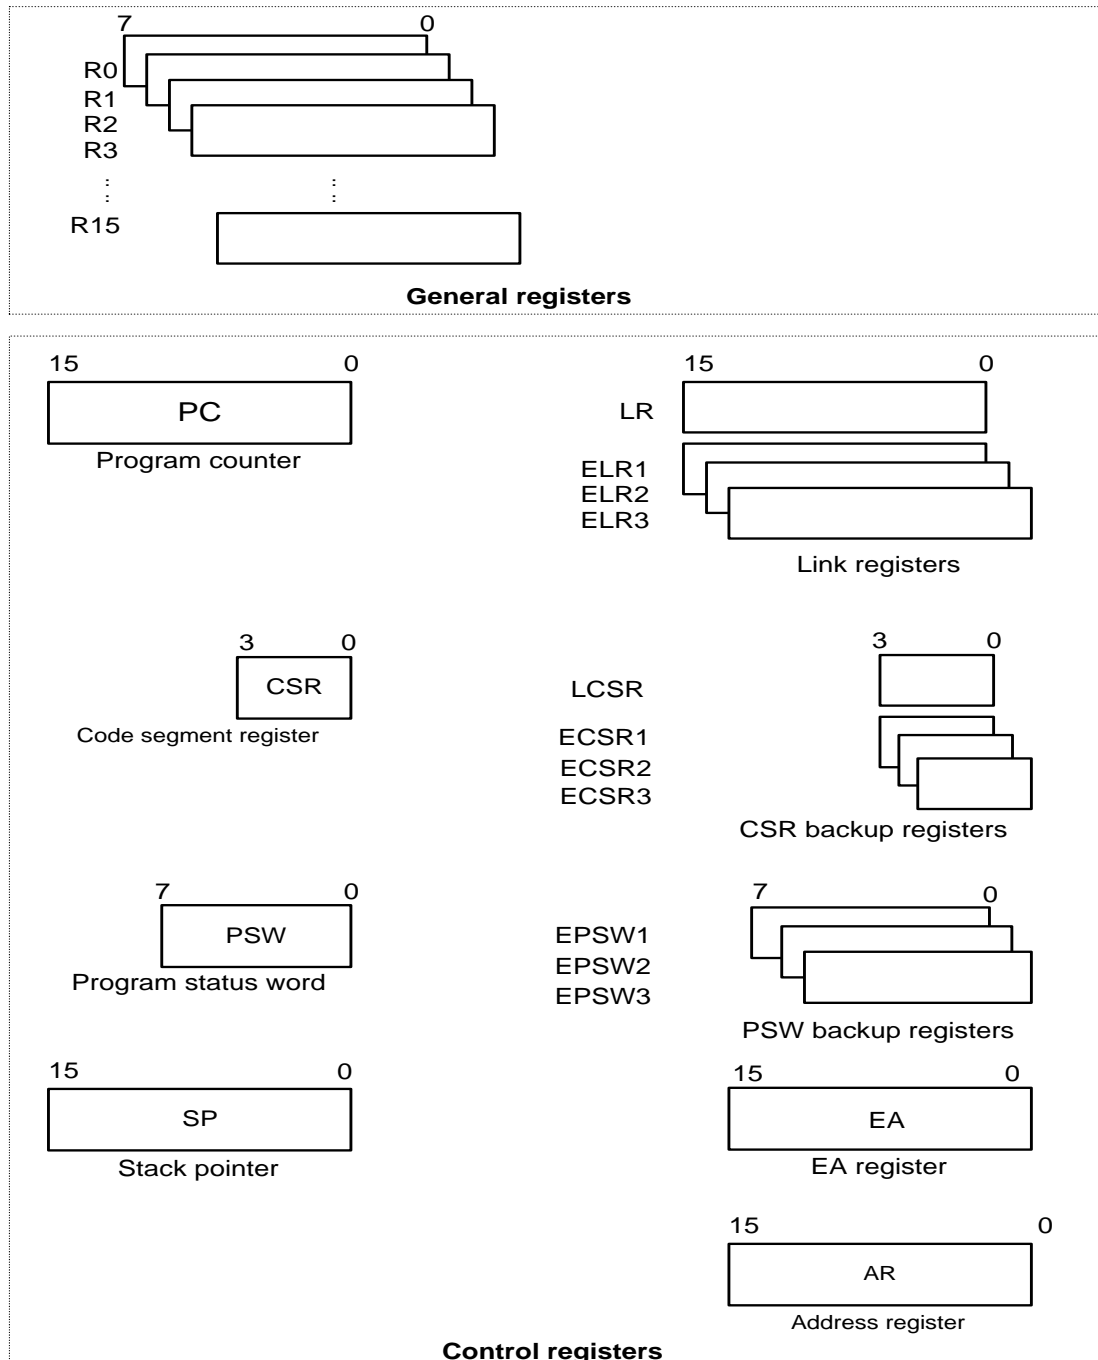 7 0
R0
R1
R2
R3
R15
General registers
15 0
PC
Program counter
15 0
LR
ELR1
ELR2
ELR3
Link registers
3 0
CSR
Code segment register
3 0
LCSR
ECSR1
ECSR2
ECSR3
CSR backup registers
7 0
PSW
Program status word
7 0
EPSW1
EPSW2
EPSW3
PSW backup registers
15 0
SP
Stack pointer
15 0
EA
EA register
15 0
AR
Address register
Control registers